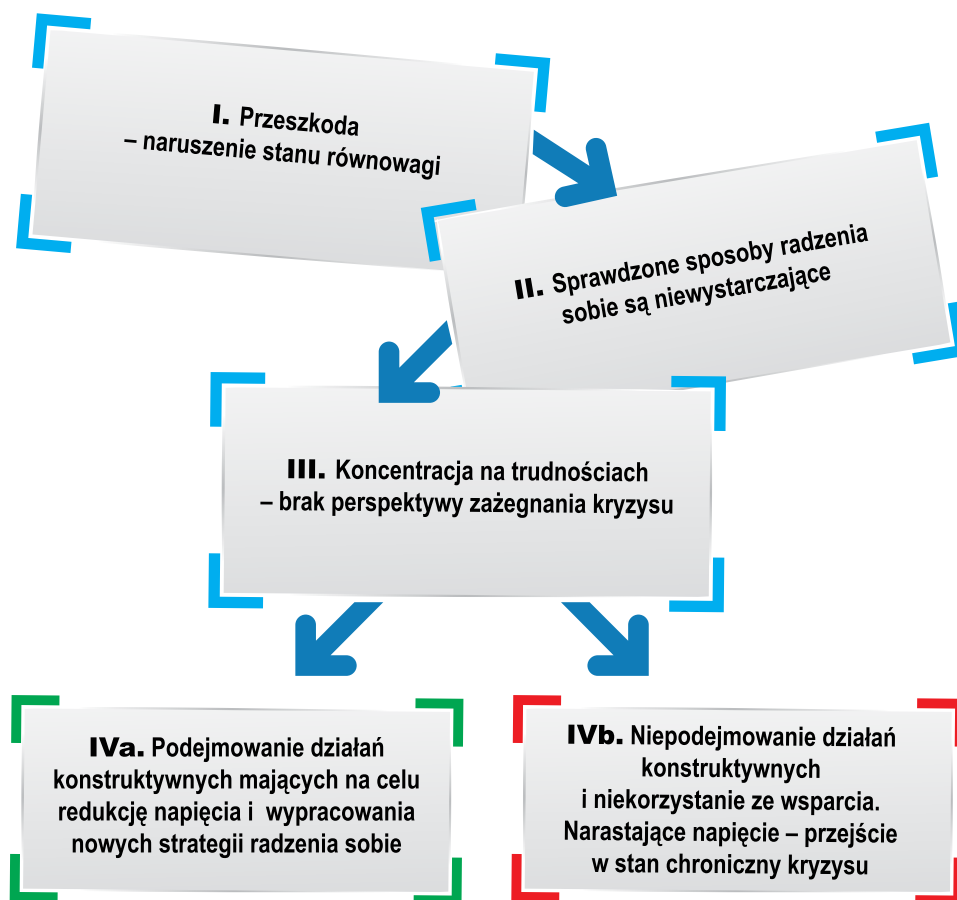 I. Przeszkoda
– naruszenie stanu równowagi
II. Sprawdzone sposoby radzenia
sobie są niewystarczające
III. Koncentracja na trudnościach
– brak perspektywy zażegnania kryzysu
IVa. Podejmowanie działań
konstruktywnych mających na celu
redukcję napięcia i wypracowania
nowych strategii radzenia sobie
IVb. Niepodejmowanie działań
konstruktywnych
i niekorzystanie ze wsparcia.
Narastające napięcie – przejście
w stan chroniczny kryzysu